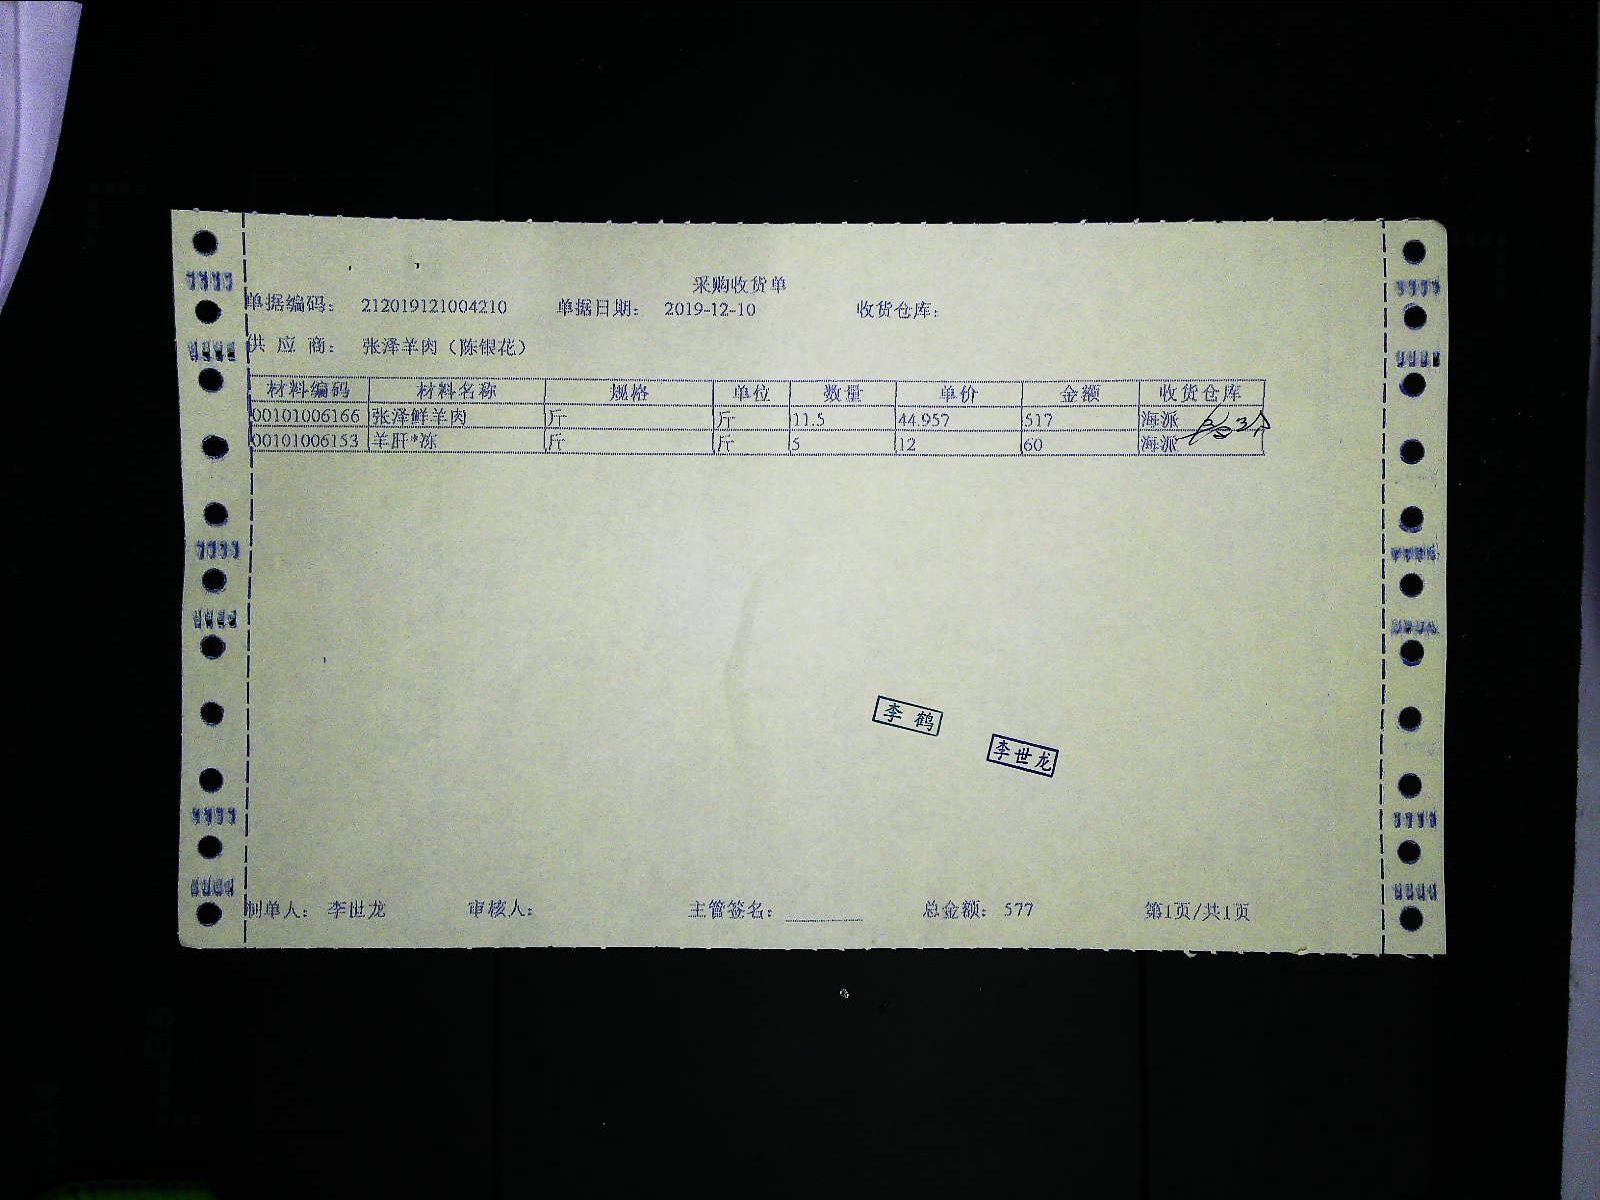 采购收货单
单据编码： 212019121004210 单据日期： 2019-12-10 收货仓库：
供应商： 张泽羊肉（陈银花）
材料编码 材料名称 规格 单位 数量 单价 金额 收货仓库
00101006166 张泽鲜羊肉 斤 斤 11.5 44.957 517 海派
00101006153 羊肝*冻 斤 斤 5 12 60 海派
李鹤
李世龙
制单人： 李世龙 审核人： 主管签名： 总金额： 577 第1页/共1页